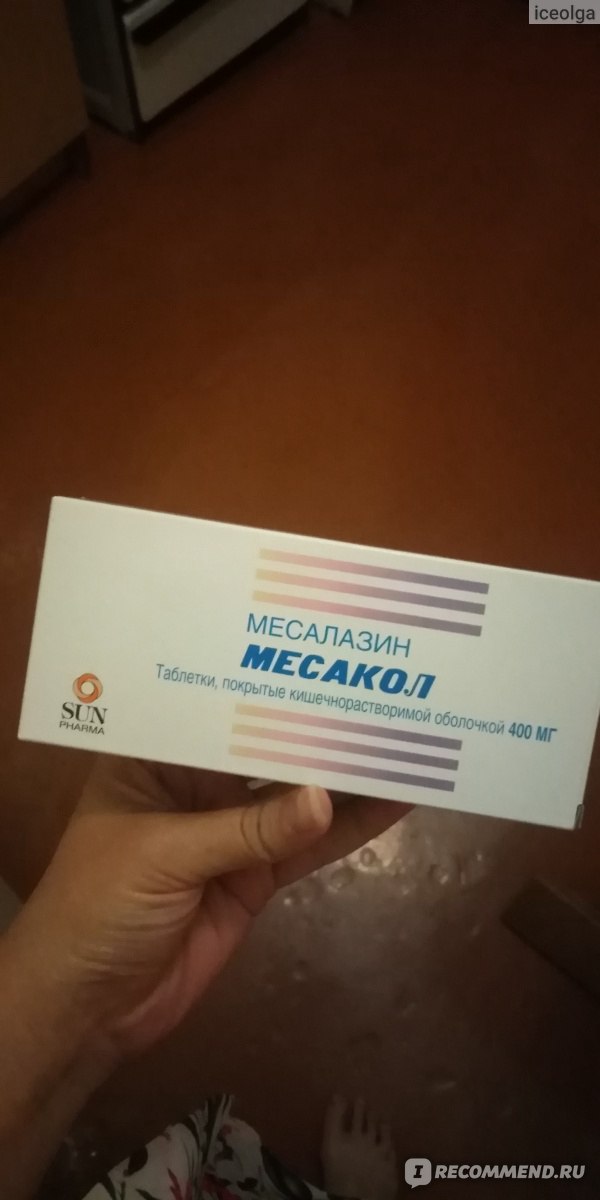 iceolga
МЕСАЛАЗИН
МЕСАКОЛ
Таблетки, покрытые кишечнорастворимой оболочкой 400 МГ
SUN
PHARMA
I RECOMMEND.RU